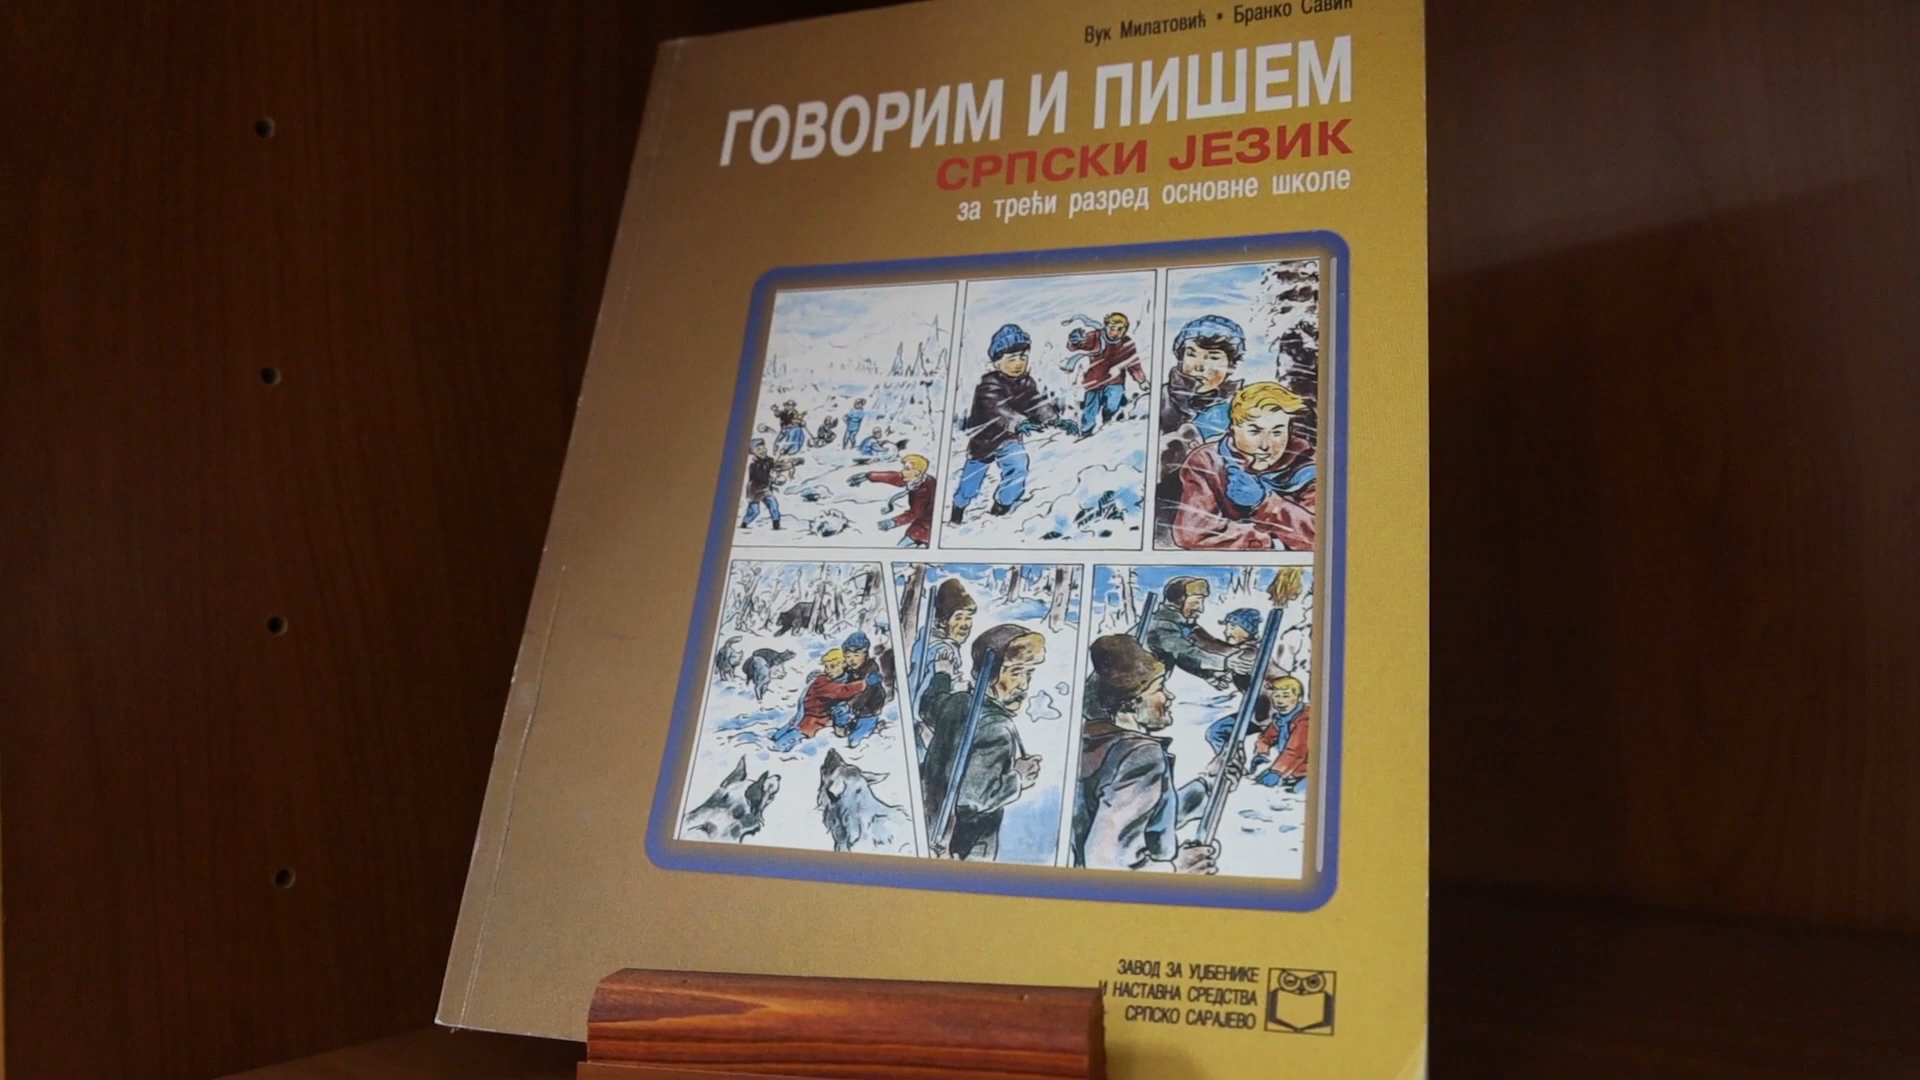 Вук Милатовић • Бранко Савић
ГОВОРИМ И ПИШЕМ
СРПСКИ ЈЕЗИК
за трећи разред основне школе
ЗАВОД ЗА УЏБЕНИКЕ
И НАСТАВНА СРЕДСТВА
СРПСКО САРАЈЕВО